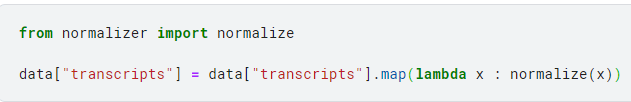 from normalizer import normalize
data["transcripts"] = data["transcripts"].map(lambda x : normalize(x))